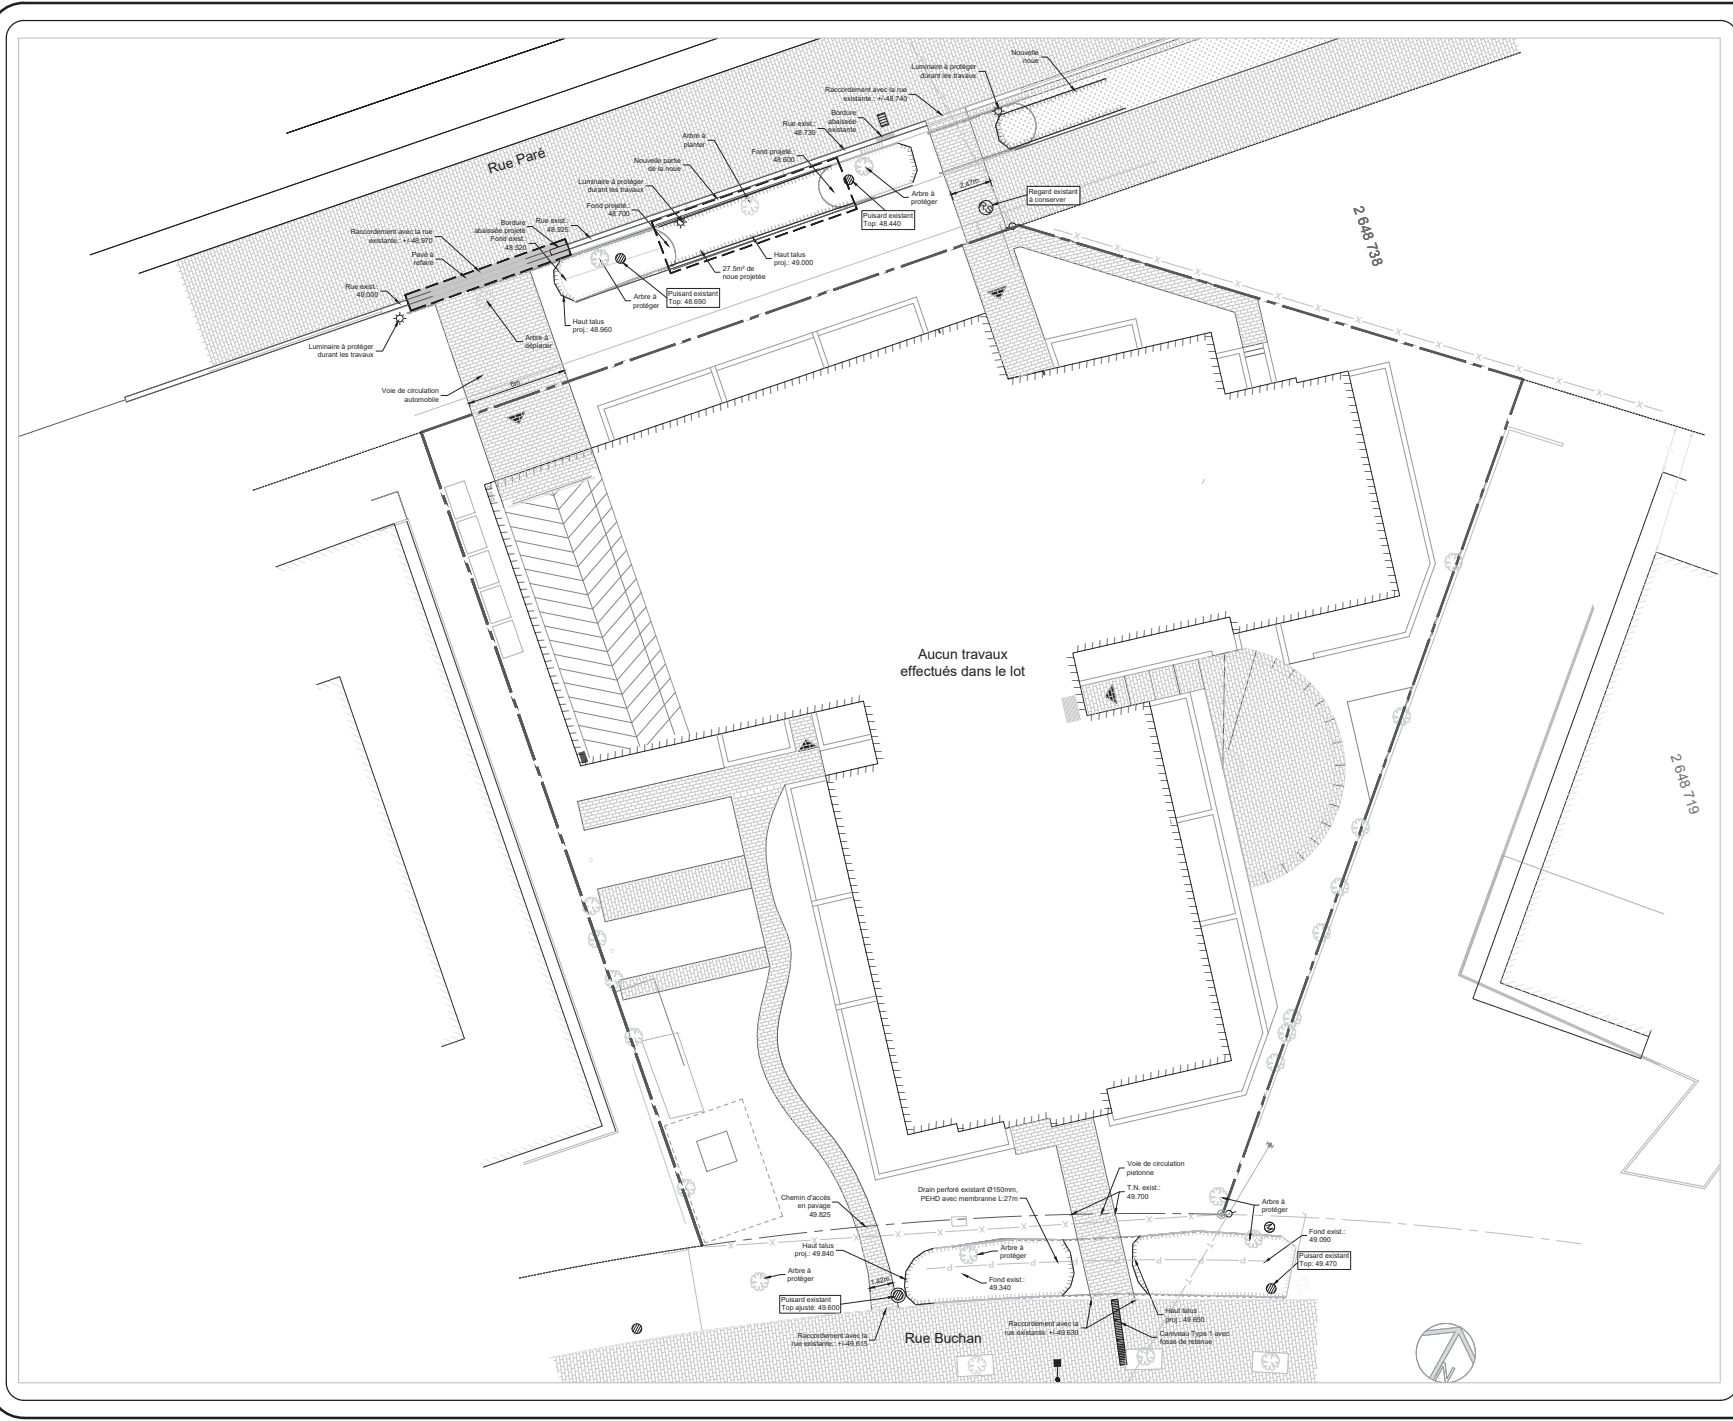 Nouvelle
noue
Luminaire à protéger
durant les travaux
Raccordement avec la rue
existante.: +/-48.740
Bordure
abaissée
existante
Rue exist.:
48.730
Arbre à
planter
Fond projeté.:
48.600
Rue Paré
Nouvelle partie
de la noue
Luminaire à protéger
durant les travaux
Arbre à
protéger
2,47m
Regard existant
à conserver
Fond projeté.:
48.700
Puisard existant
Top: 48.440
Rue exist.:
48.925
Bordure
abaissée projeté
Fond exist.:
48.520
Raccordement avec la rue
existante.: +/-48.970
Pavé à
refaire
Haut talus
proj.: 49.000
27.5m² de
noue projetée
Rue exist.:
49.000
Arbre à
protéger
Puisard existant
Top: 48.690
Haut talus
proj.: 48.960
Arbre à
déplacer
Luminaire à protéger
durant les travaux
Voie de circulation
automobile
6m
2 648 738
Aucun travaux
effectués dans le lot
2 648 719
Voie de circulation
pietonne
Drain perforé existant Ø150mm,
PEHD avec membranne L:27m
T.N. exist.:
49.700
Chemin d'accès
en pavage
49.825
Arbre à
protéger
Haut talus
proj.: 49.840
Arbre à
protéger
Fond exist.:
49.090
Puisard existant
Top: 49.470
Arbre à
protéger
1,42m
Fond exist.:
49.340
Puisard existant
Top ajusté: 49.600
Haut talus
proj.: 49.650
Raccordement avec la
rue existante: +/-49.630
Raccordement avec la
rue existante.: +/-49.615
Rue Buchan
Caniveau Type 1 avec
fosse de retenue
N